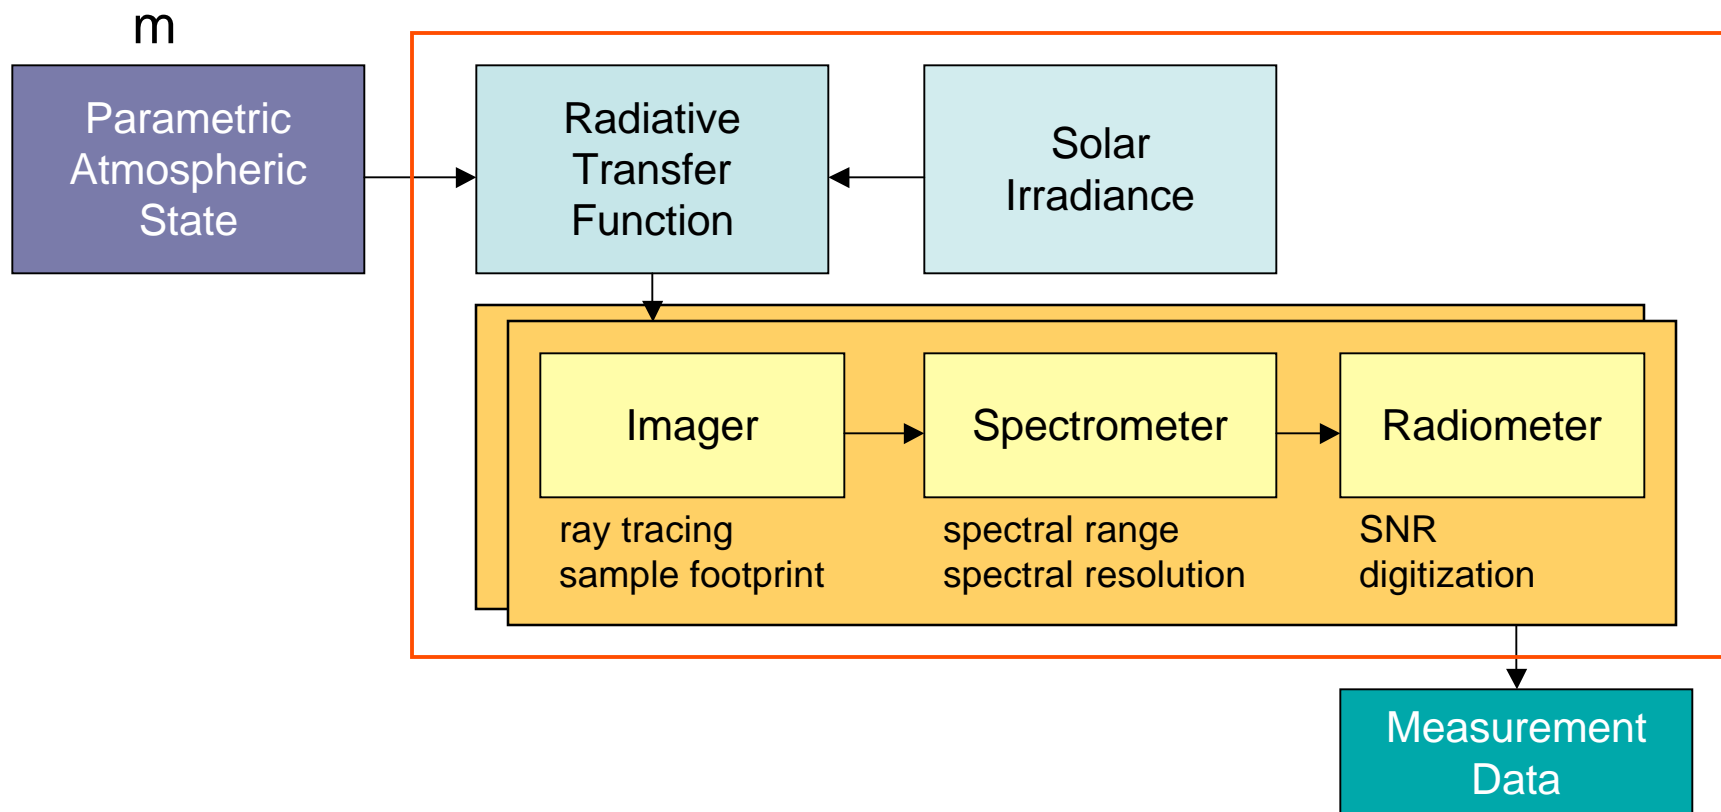 m
Parametric
Atmospheric
State
Radiative
Transfer
Function
Solar
Irradiance
Imager
Spectrometer
Radiometer
ray tracing
sample footprint
spectral range
spectral resolution
SNR
digitization
Measurement
Data